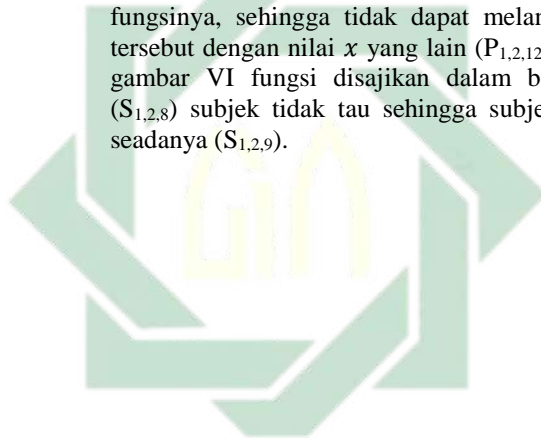 fungsinya, sehingga tidak dapat melan
tersebut dengan nilai x yang lain (P1,2,12
gambar VI fungsi disajikan dalam b
(S1,2,8) subjek tidak tau sehingga subje
seadanya (S1,2,9).